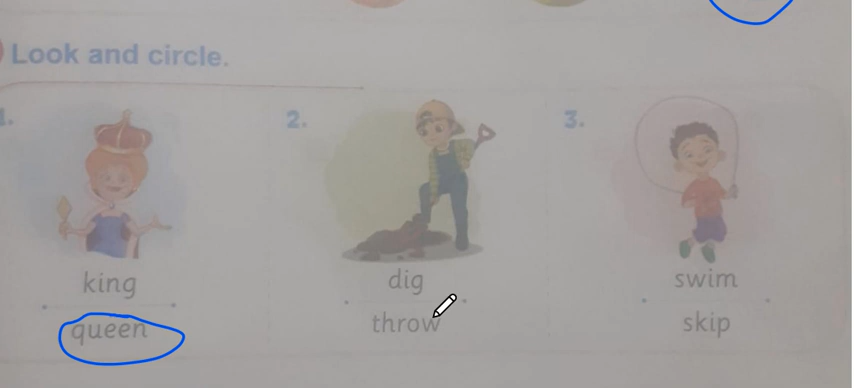 Look and circle.
1.
2.
3.
king
dig
swim
queen
throw
skip